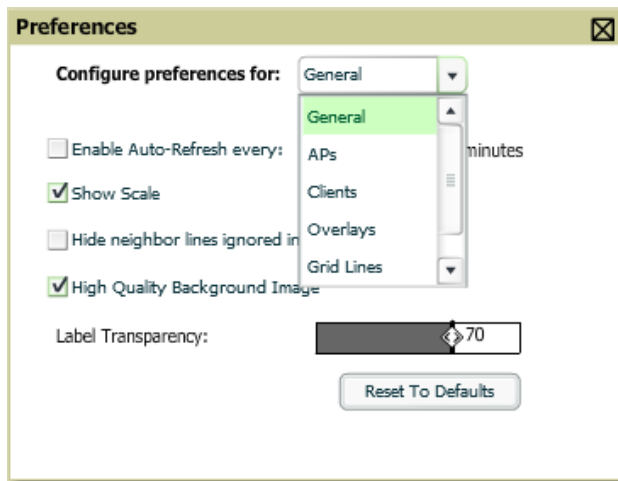 Preferences
Configure preferences for: General
General
Enable Auto-Refresh every: minutes
APs
Show Scale
Clients
Hide neighbor lines ignored in
Overlays
Grid Lines
High Quality Background Image
Label Transparency: 70
Reset To Defaults